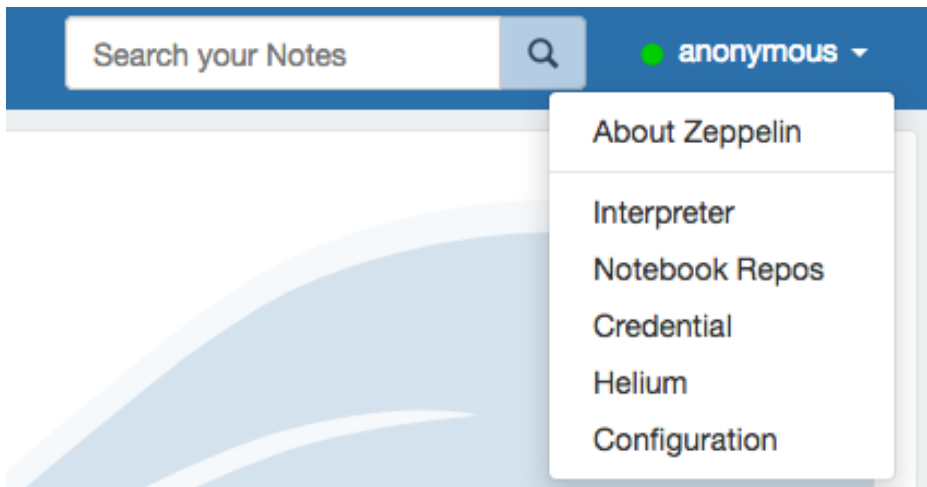 Search your Notes
anonymous
About Zeppelin
Interpreter
Notebook Repos
Credential
Helium
Configuration